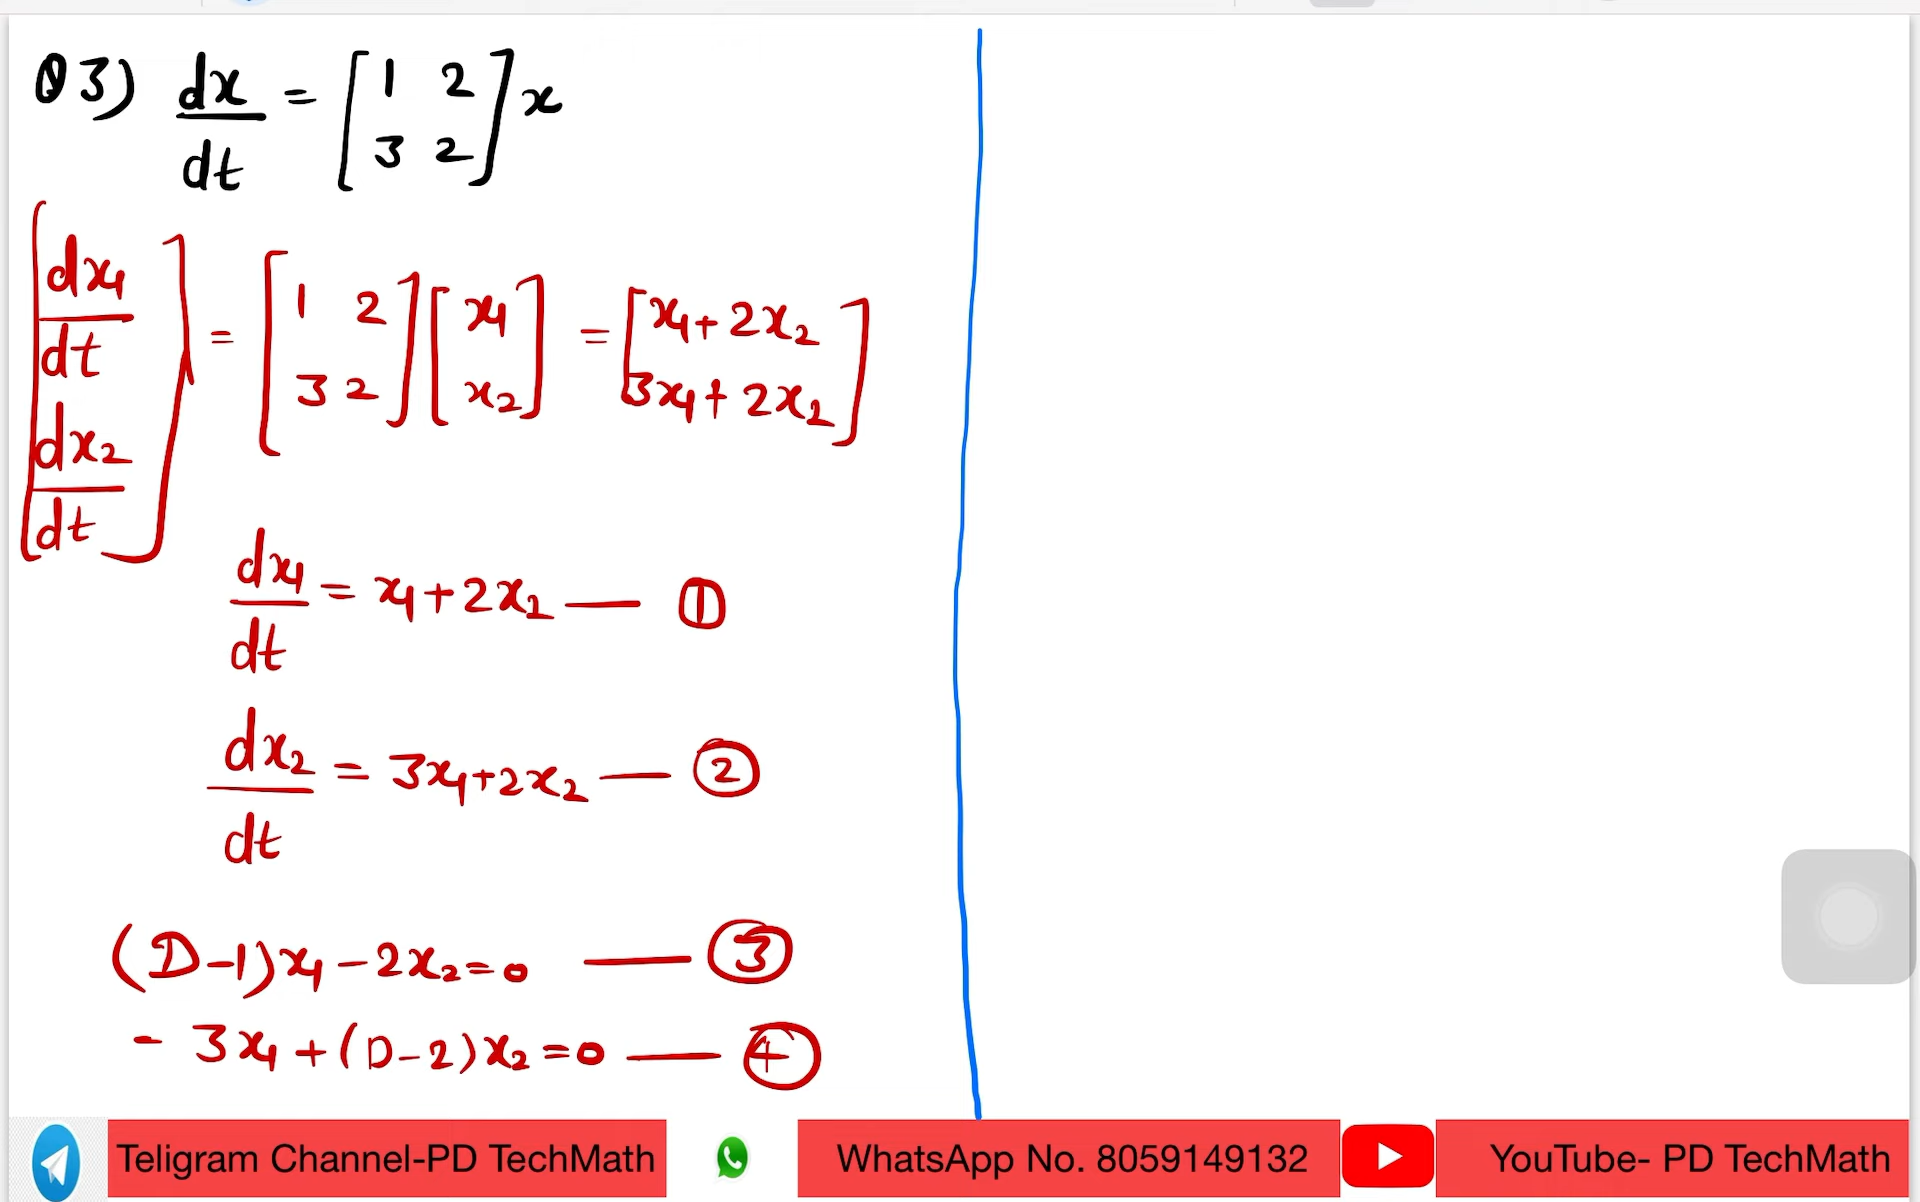 Q3) dx/dt = [1 2; 3 2] x
[dx₁/dt; dx₂/dt] = [1 2; 3 2] [x₁; x₂] = [x₁+2x₂; 3x₁+2x₂]
dx₁/dt = x₁+2x₂ — ①
dx₂/dt = 3x₁+2x₂ — ②
(D-1)x₁-2x₂=0 — ③
- 3x₁+(D-2)x₂=0 — ④
Teligram Channel-PD TechMath
WhatsApp No. 8059149132
YouTube- PD TechMath